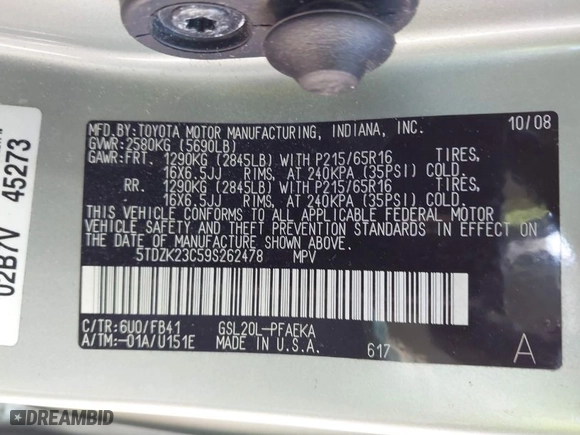 MFD.BY:TOYOTA MOTOR MANUFACTURING, INDIANA, INC. 10/08
GVWR:2580KG (5690LB)
GAWR:FRT. 1290KG (2845LB) WITH P215/65R16 TIRES,
16X6.5JJ RIMS, AT 240KPA (35PSI) COLD.
RR. 1290KG (2845LB) WITH P215/65R16 TIRES,
16X6.5JJ RIMS, AT 240KPA (35PSI) COLD.
THIS VEHICLE CONFORMS TO ALL APPLICABLE FEDERAL MOTOR
VEHICLE SAFETY AND THEFT PREVENTION STANDARDS IN EFFECT ON
THE DATE OF MANUFACTURE SHOWN ABOVE.
5TDZK23C59S262478 MPV
C/TR:6U0/FB41 GSL20L-PFAEKA
A/TM:-01A/U151E MADE IN U.S.A. 617 A
02B7V 45273
DREAMBID